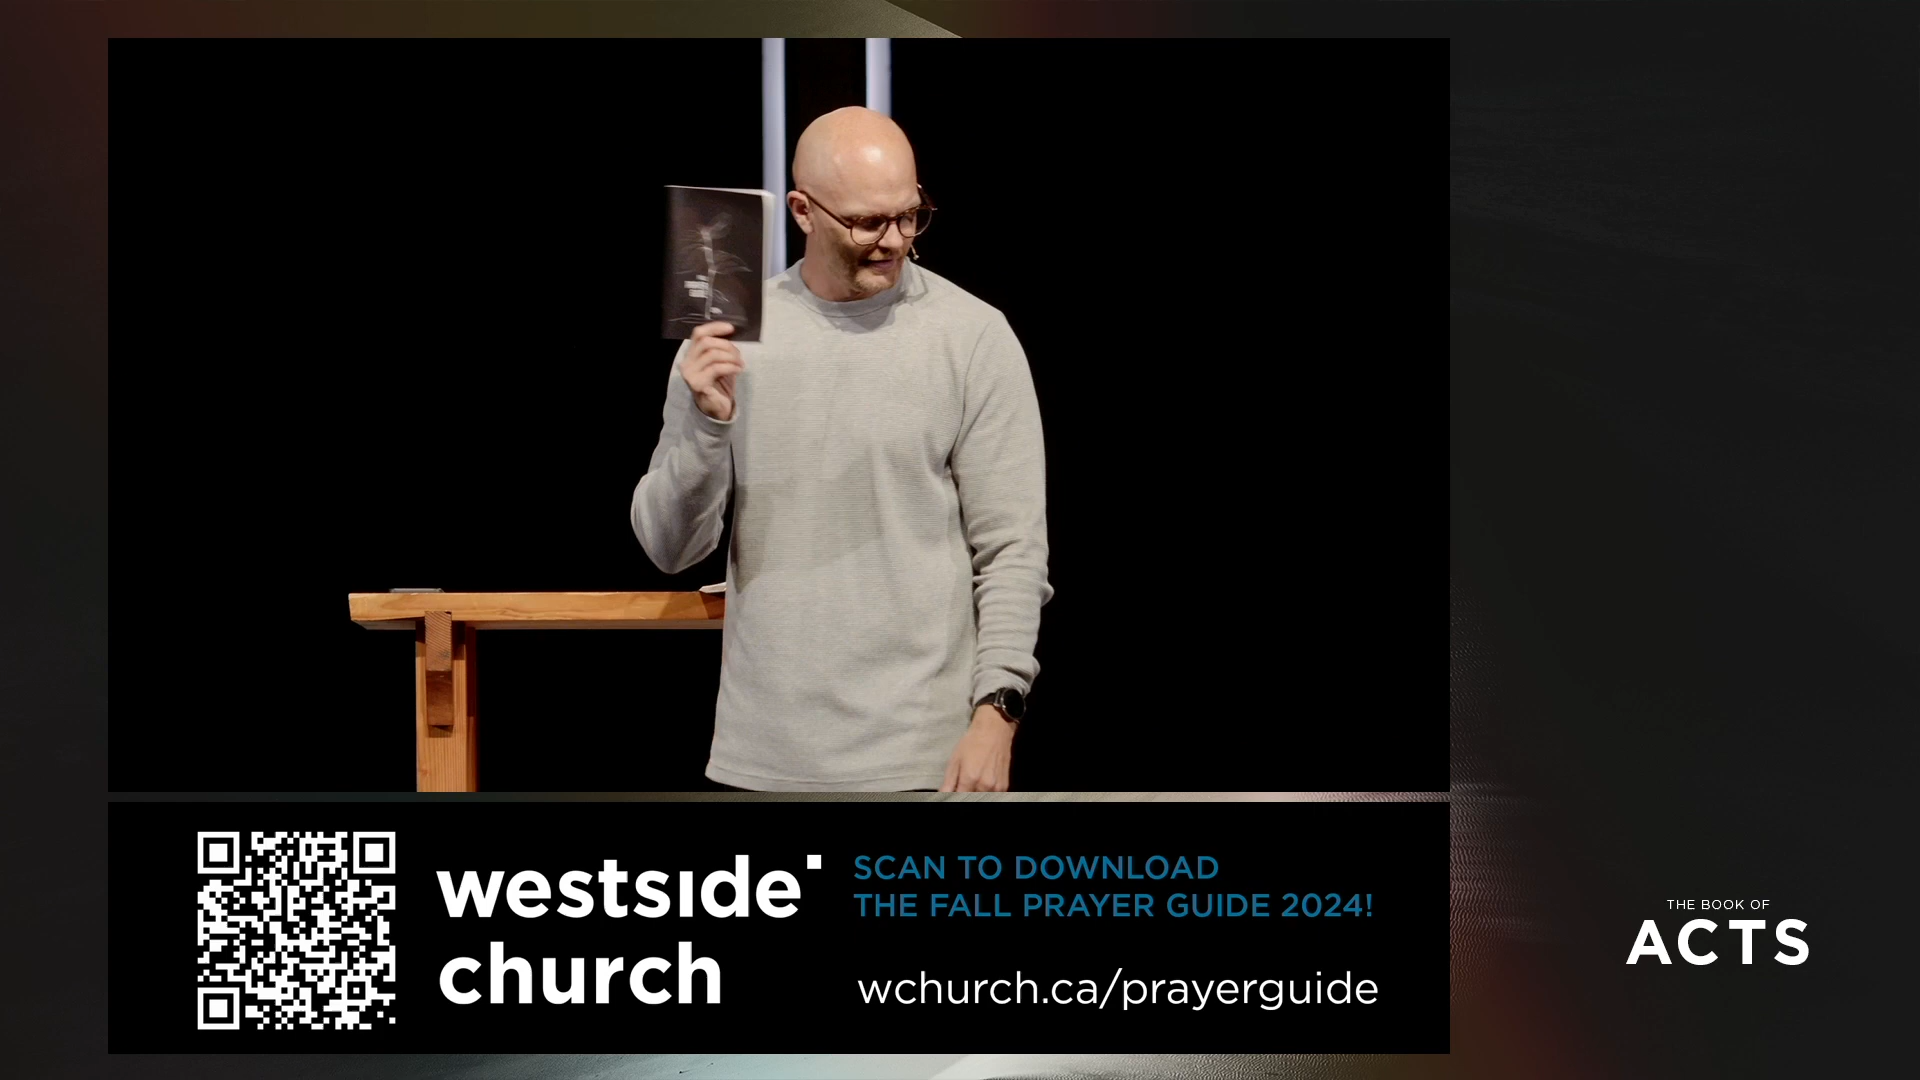 westside
church
SCAN TO DOWNLOAD
THE FALL PRAYER GUIDE 2024!
wchurch.ca/prayerguide
THE BOOK OF
ACTS